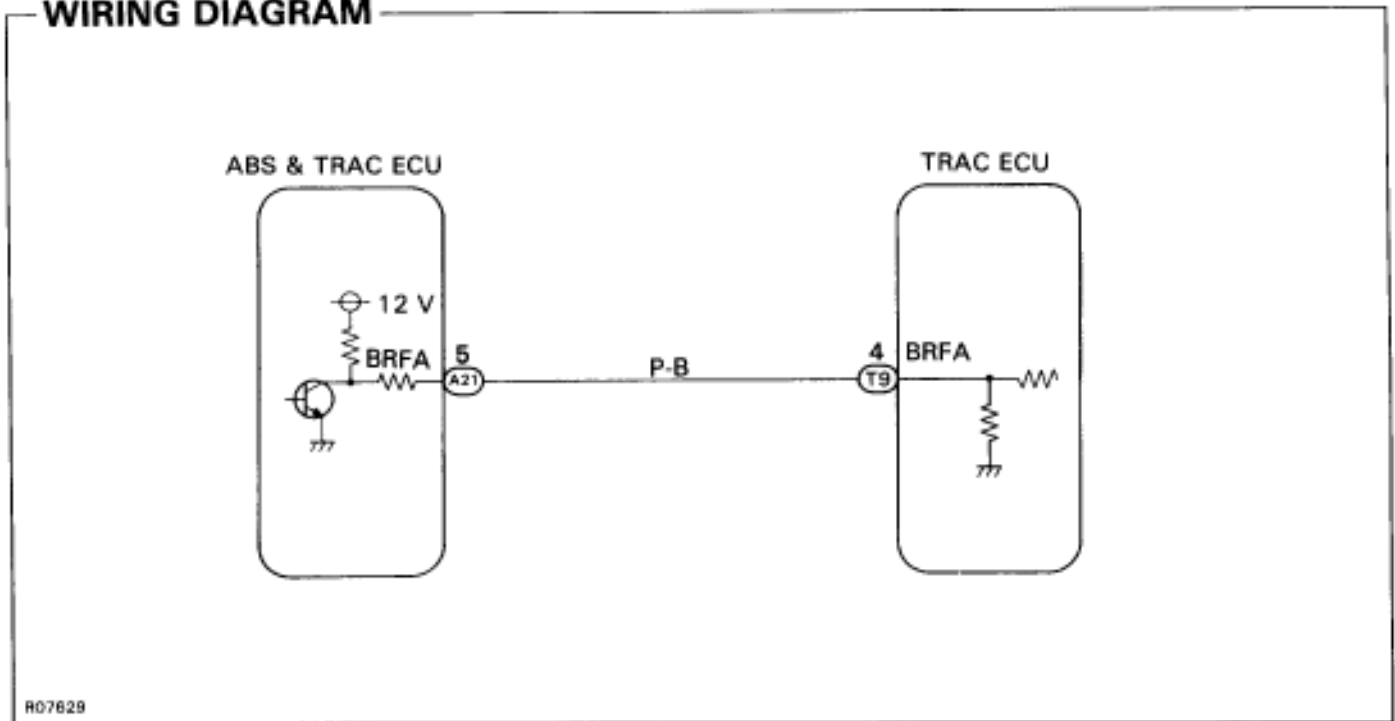 WIRING DIAGRAM
ABS & TRAC ECU
TRAC ECU
12 V
BRFA
5
A21
P-B
4
T9
BRFA
R07629